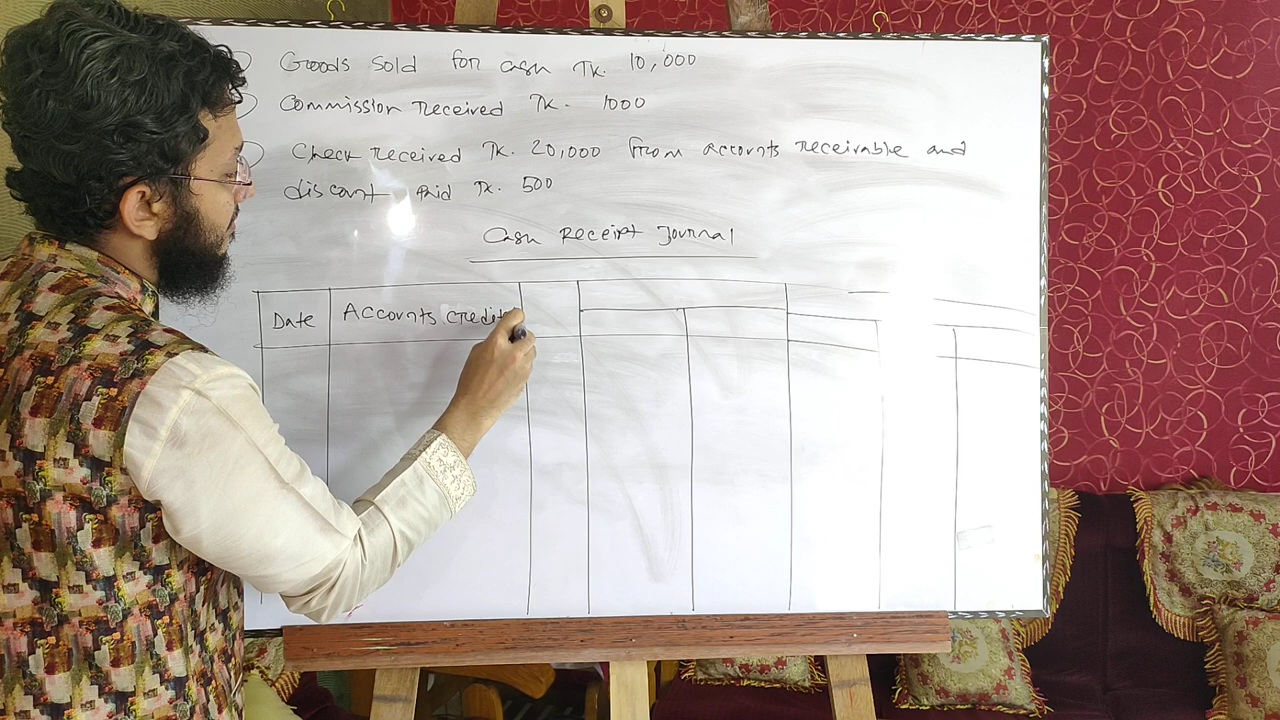 Goods Sold for cash Tk. 10,000
Commission Received Tk. 1000
Check received Tk. 20,000 from accounts receivable and
discount Paid Tk. 500
Cash Receipt Journal
Date Accounts credited